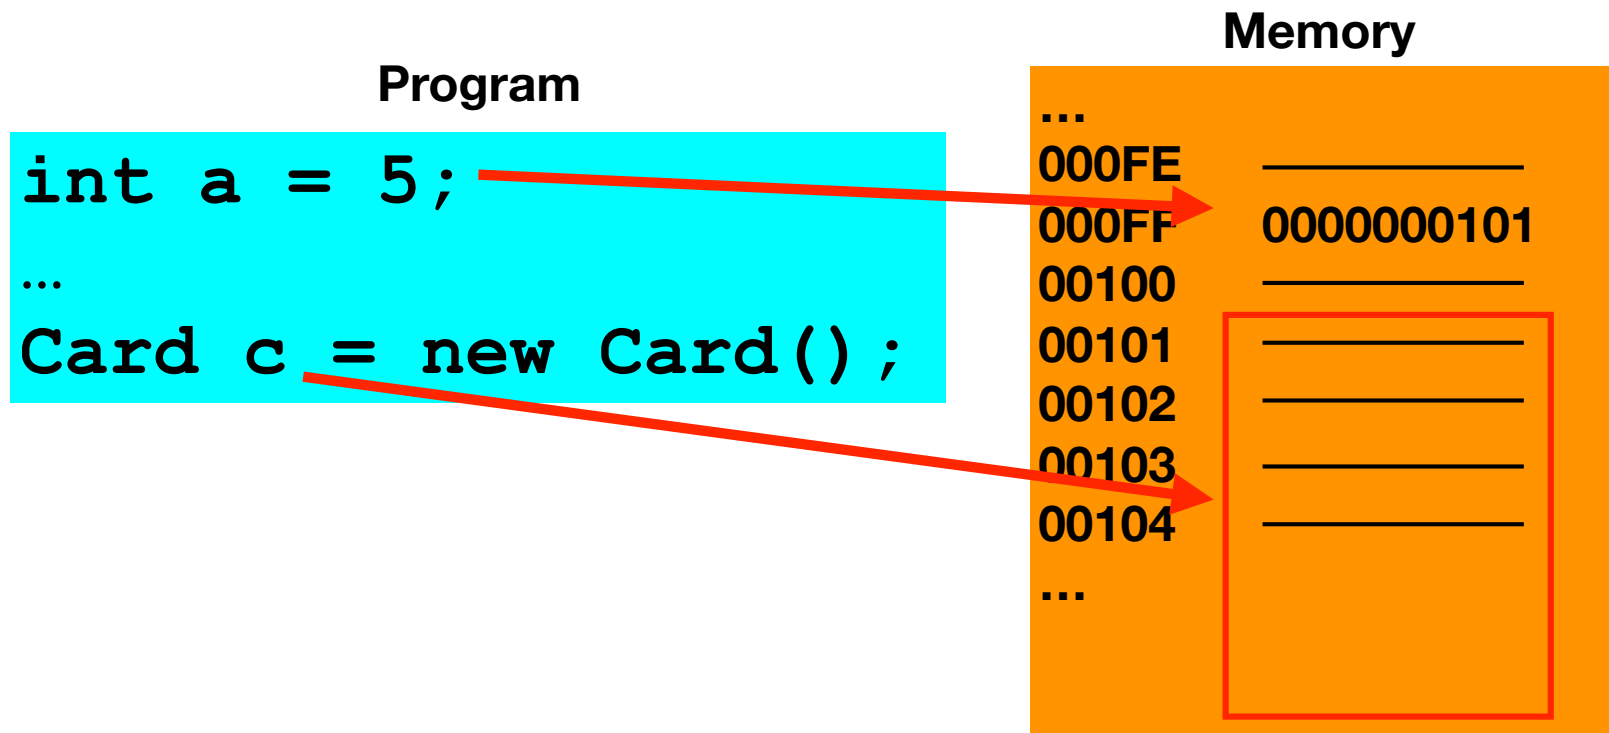 Program
int a = 5;
…
Card c = new Card();
Memory
…
000FE
000FF 0000000101
00100
00101
00102
00103
00104
…